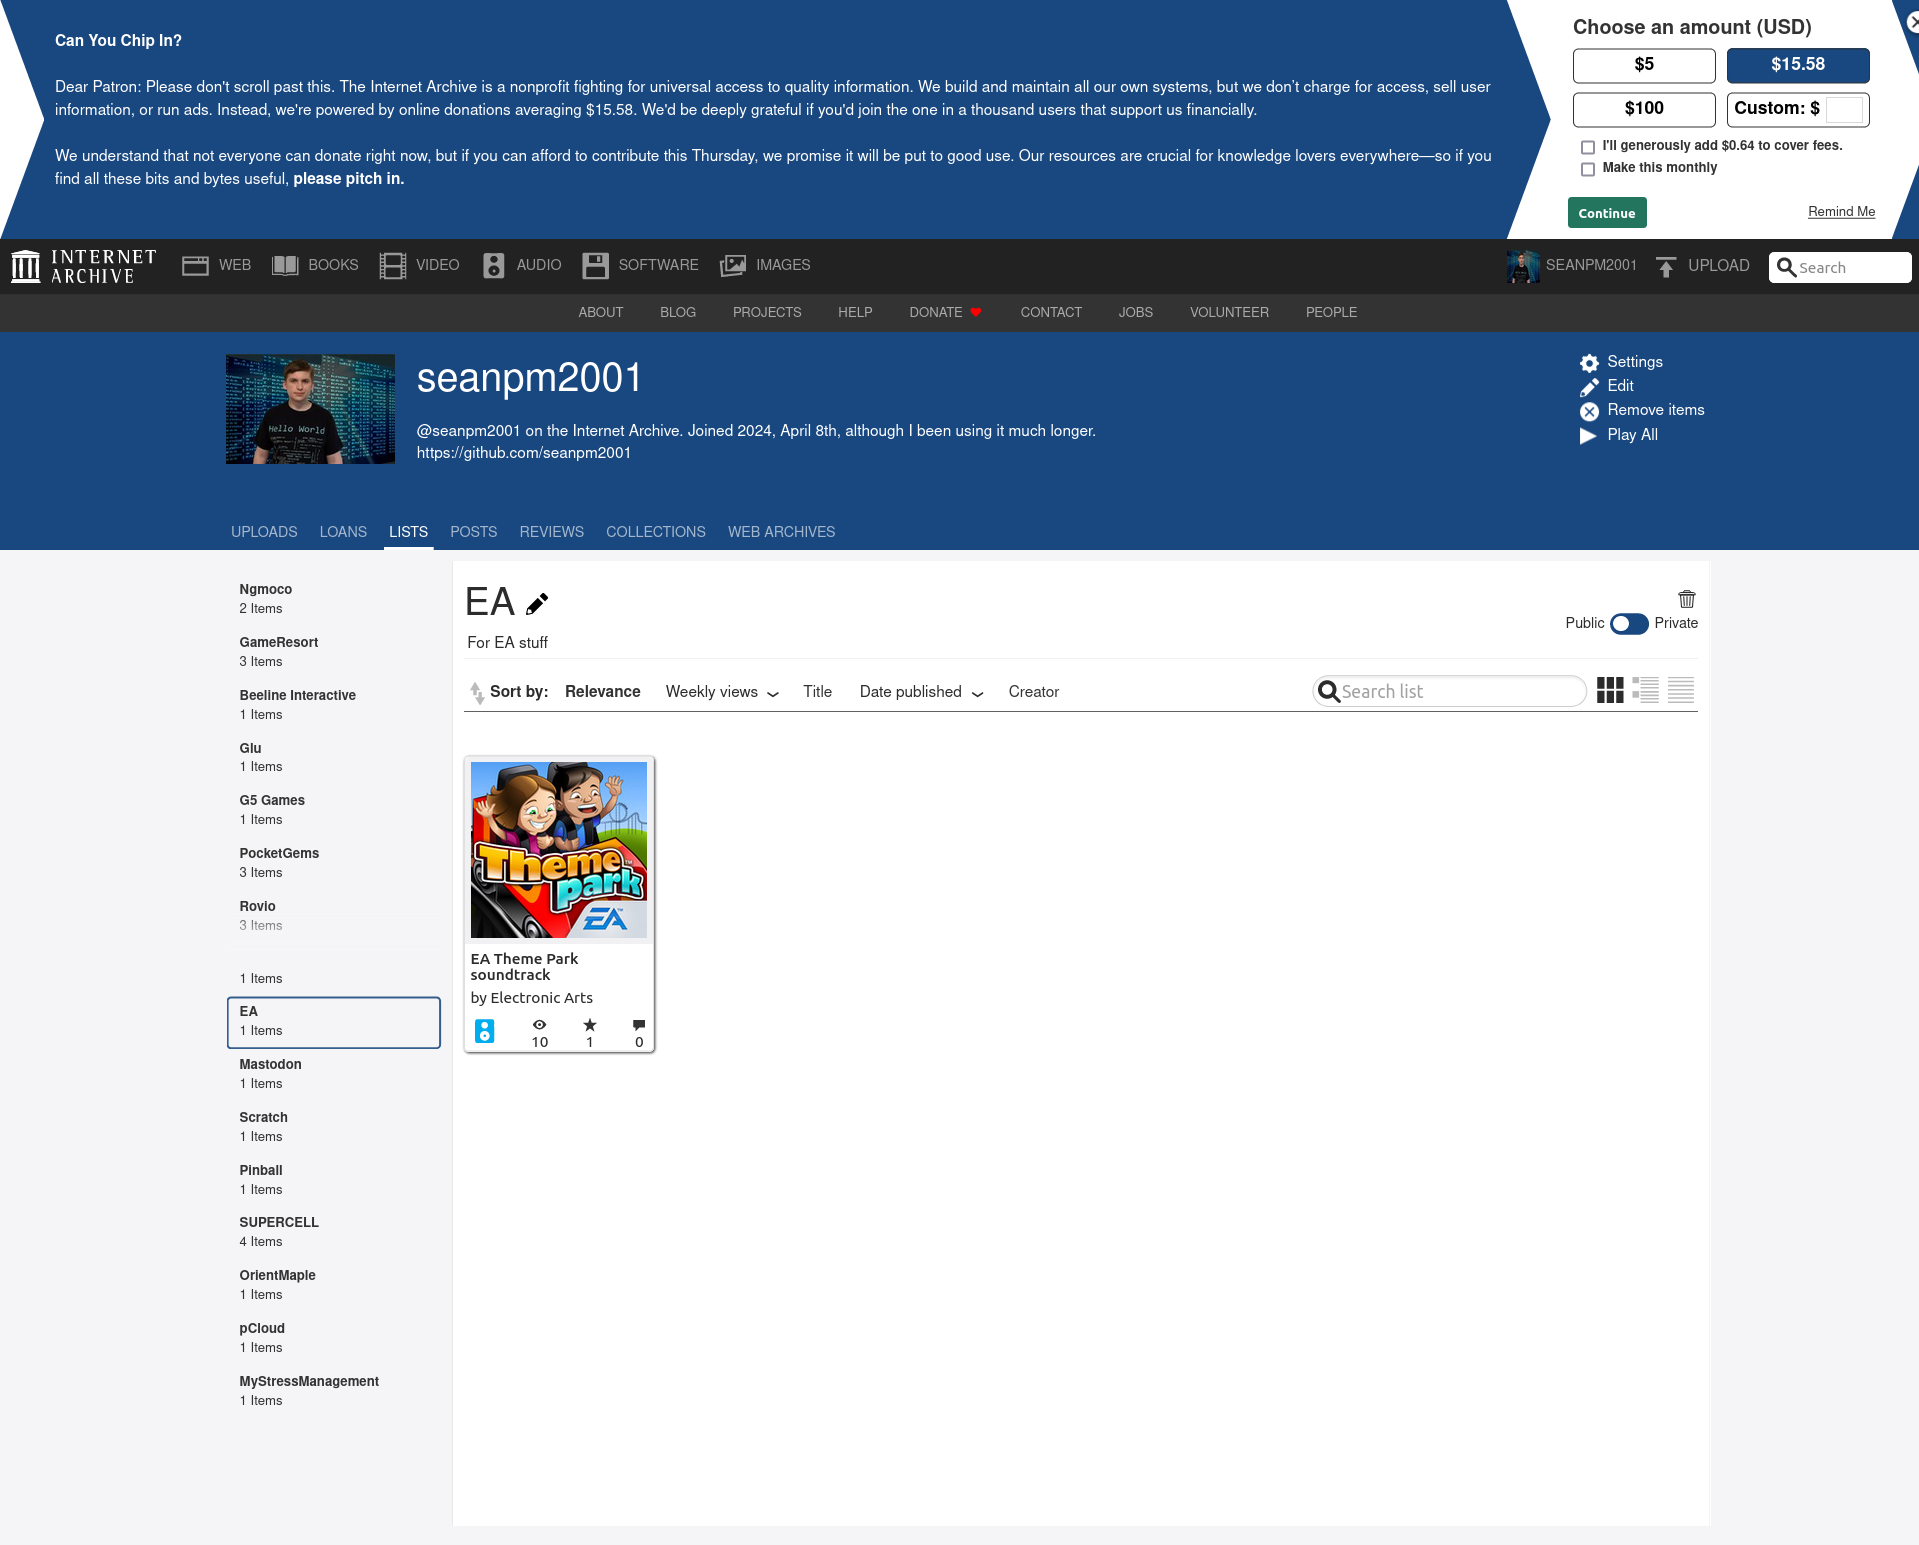 Can You Chip In?
Dear Patron: Please don't scroll past this. The Internet Archive is a nonprofit fighting for universal access to quality information. We build and maintain all our own systems, but we don’t charge for access, sell user
information, or run ads. Instead, we're powered by online donations averaging $15.58. We'd be deeply grateful if you'd join the one in a thousand users that support us financially.
We understand that not everyone can donate right now, but if you can afford to contribute this Thursday, we promise it will be put to good use. Our resources are crucial for knowledge lovers everywhere—so if you
find all these bits and bytes useful, please pitch in.
Choose an amount (USD)
$5
$15.58
$100
Custom: $
I'll generously add $0.64 to cover fees.
Make this monthly
Continue
Remind Me
INTERNET
ARCHIVE
WEB
BOOKS
VIDEO
AUDIO
SOFTWARE
IMAGES
SEANPM2001
UPLOAD
Search
ABOUT
BLOG
PROJECTS
HELP
DONATE
CONTACT
JOBS
VOLUNTEER
PEOPLE
Hello World
seanpm2001
@seanpm2001 on the Internet Archive. Joined 2024, April 8th, although I been using it much longer.
https://github.com/seanpm2001
Settings
Edit
Remove items
Play All
UPLOADS
LOANS
LISTS
POSTS
REVIEWS
COLLECTIONS
WEB ARCHIVES
Ngmoco
2 Items
GameResort
3 Items
Beeline Interactive
1 Items
Glu
1 Items
G5 Games
1 Items
PocketGems
3 Items
Rovio
3 Items
1 Items
EA
1 Items
Mastodon
1 Items
Scratch
1 Items
Pinball
1 Items
SUPERCELL
4 Items
OrientMaple
1 Items
pCloud
1 Items
MyStressManagement
1 Items
EA
For EA stuff
Public
Private
Sort by:
Relevance
Weekly views
Title
Date published
Creator
Search list
Theme
park
EA
EA Theme Park
soundtrack
by Electronic Arts
10
1
0